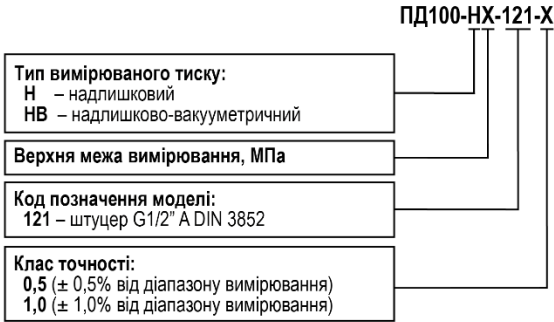 ПД100-НХ-121-Х
Тип вимірюваного тиску:
Н – надлишковий
НВ – надлишково-вакууметричний
Верхня межа вимірювання, МПа
Код позначення моделі:
121 – штуцер G1/2” A DIN 3852
Клас точності:
0,5 (± 0,5% від діапазону вимірювання)
1,0 (± 1,0% від діапазону вимірювання)